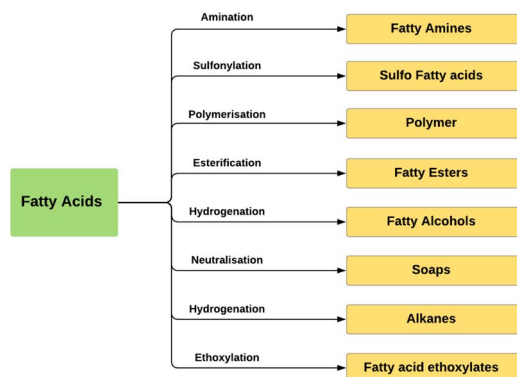 Amination
Fatty Amines
Sulfonylation
Sulfo Fatty acids
Polymerisation
Polymer
Esterification
Fatty Esters
Fatty Acids
Hydrogenation
Fatty Alcohols
Neutralisation
Soaps
Hydrogenation
Alkanes
Ethoxylation
Fatty acid ethoxylates